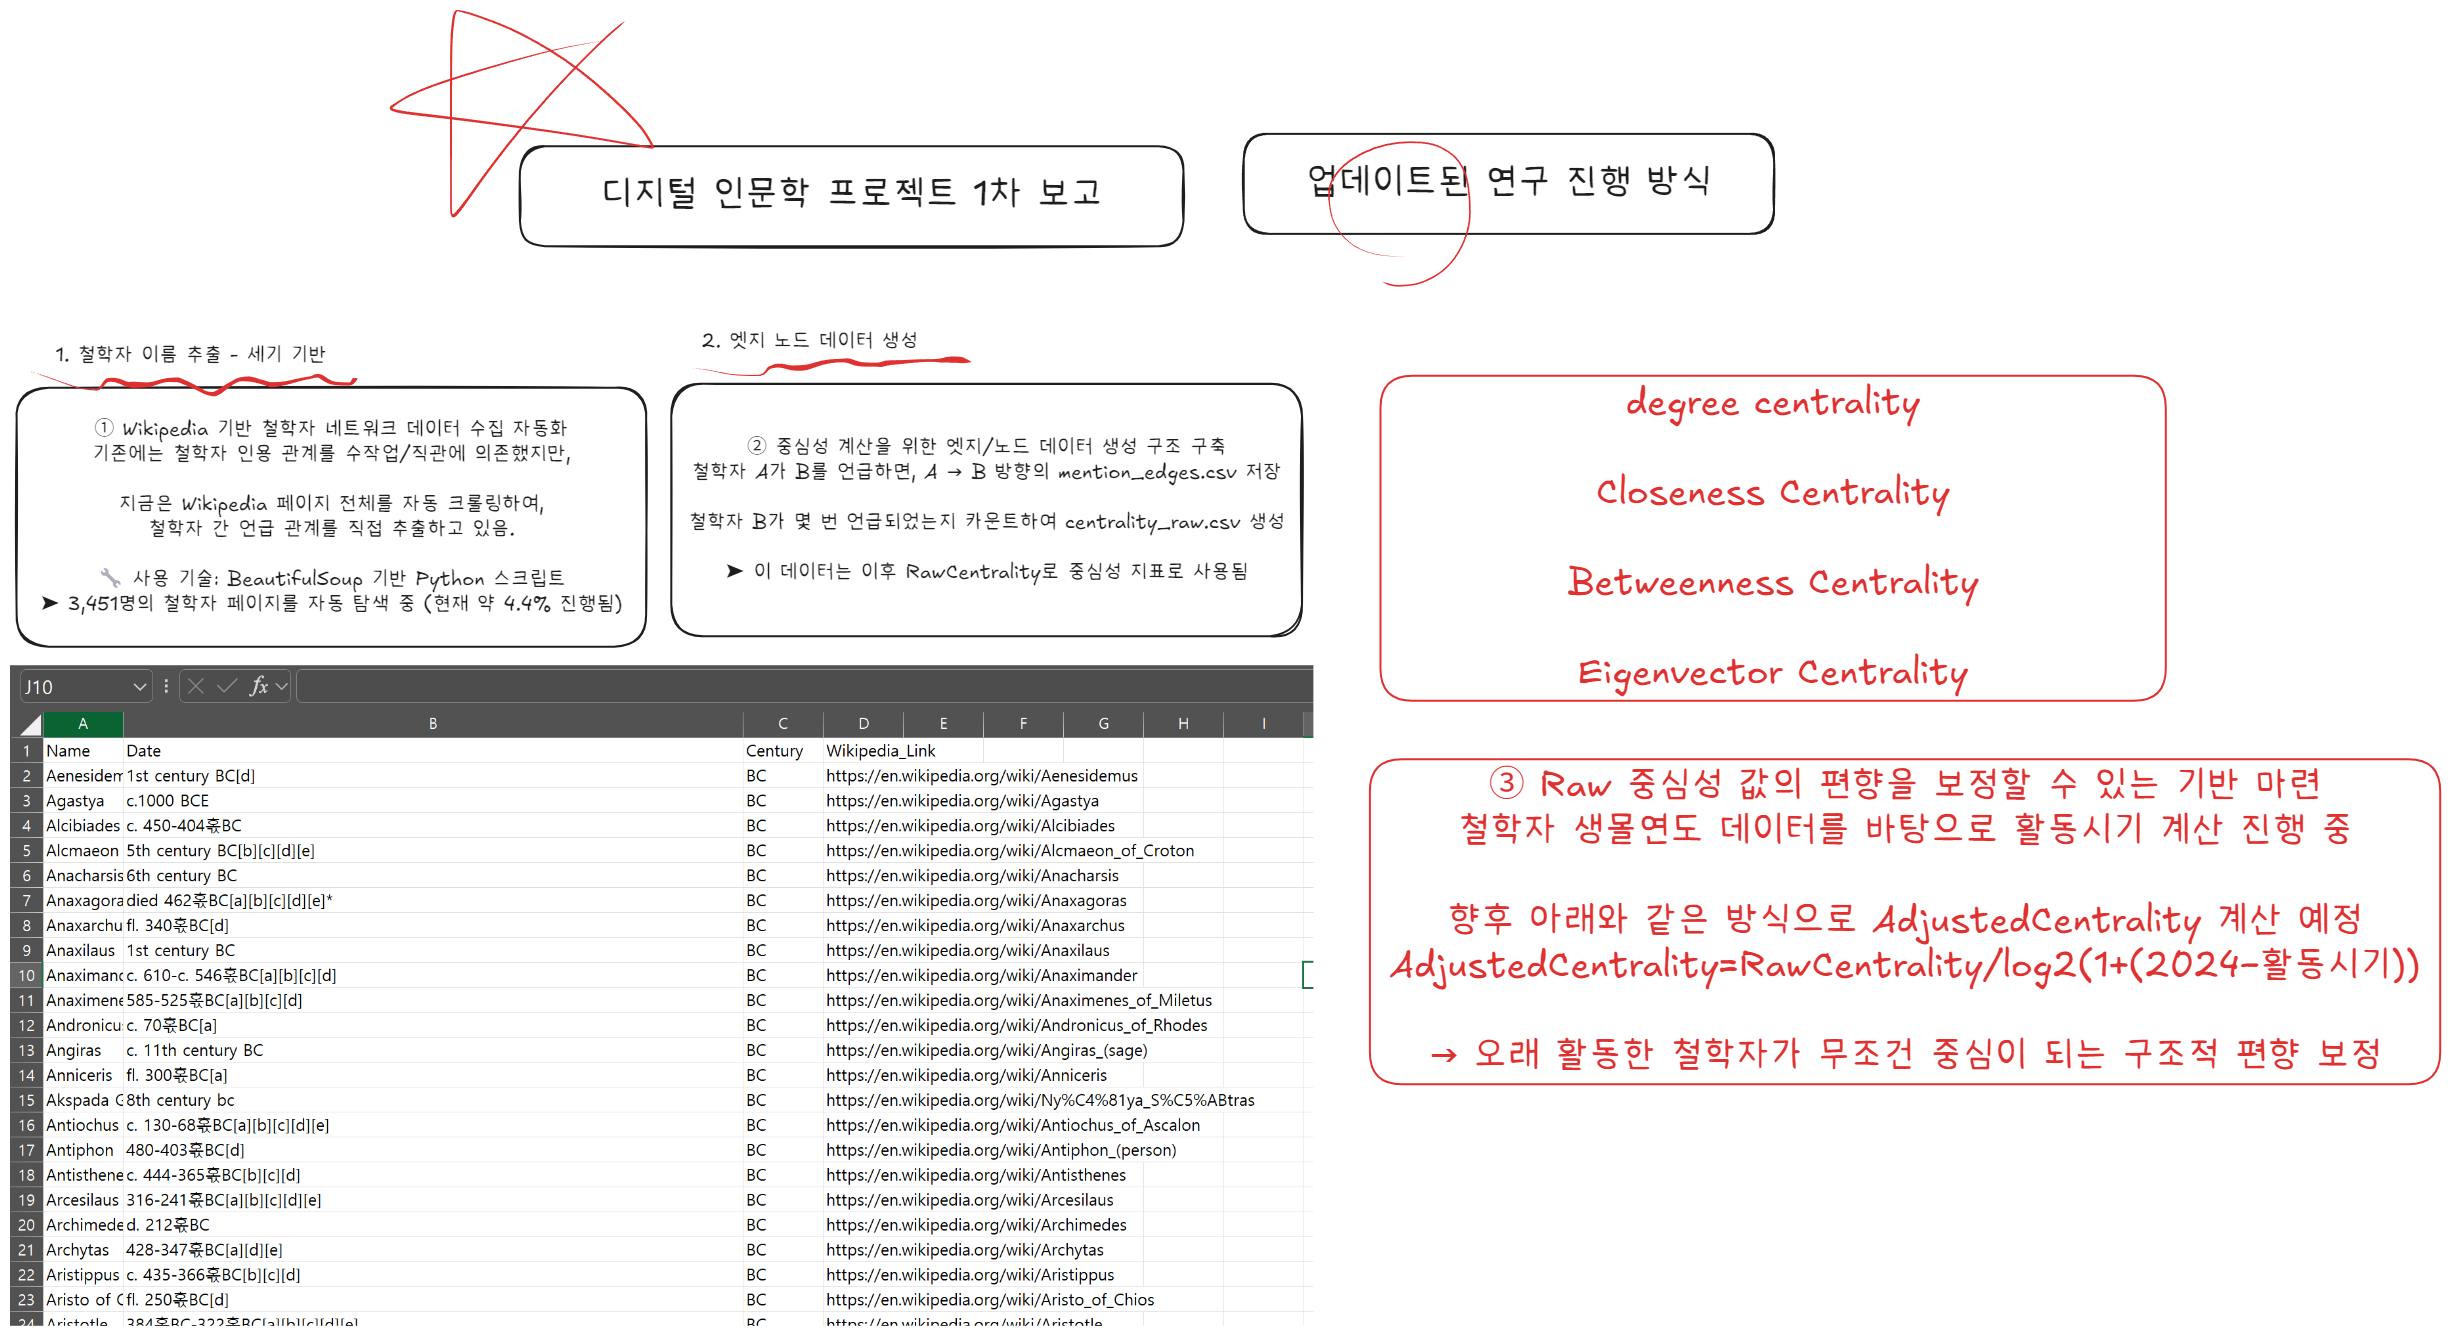 디지털 인문학 프로젝트 1차 보고
업데이트된 연구 진행 방식
1. 철학자 이름 추출 - 세기 기반
① Wikipedia 기반 철학자 네트워크 데이터 수집 자동화
기존에는 철학자 인용 관계를 수작업/직관에 의존했지만,
지금은 Wikipedia 페이지 전체를 자동 크롤링하여,
철학자 간 언급 관계를 직접 추출하고 있음.
🔧 사용 기술: BeautifulSoup 기반 Python 스크립트
➤ 3,451명의 철학자 페이지를 자동 탐색 중 (현재 약 4.4% 진행됨)
2. 엣지 노드 데이터 생성
② 중심성 계산을 위한 엣지/노드 데이터 생성 구조 구축
철학자 A가 B를 언급하면, A → B 방향의 mention_edges.csv 저장
철학자 B가 몇 번 언급되었는지 카운트하여 centrality_raw.csv 생성
➤ 이 데이터는 이후 RawCentrality로 중심성 지표로 사용됨
degree centrality
Closeness Centrality
Betweenness Centrality
Eigenvector Centrality
③ Raw 중심성 값의 편향을 보정할 수 있는 기반 마련
철학자 생몰연도 데이터를 바탕으로 활동시기 계산 진행 중
향후 아래와 같은 방식으로 AdjustedCentrality 계산 예정
AdjustedCentrality=RawCentrality/log2(1+(2024-활동시기))
→ 오래 활동한 철학자가 무조건 중심이 되는 구조적 편향 보정
J10 fx
A B C D E F G H I
1 Name Date Century Wikipedia_Link
2 Aenesidem 1st century BC[d] BC https://en.wikipedia.org/wiki/Aenesidemus
3 Agastya c.1000 BCE BC https://en.wikipedia.org/wiki/Agastya
4 Alcibiades c. 450-404혻BC BC https://en.wikipedia.org/wiki/Alcibiades
5 Alcmaeon 5th century BC[b][c][d][e] BC https://en.wikipedia.org/wiki/Alcmaeon_of_Croton
6 Anacharsis 6th century BC BC https://en.wikipedia.org/wiki/Anacharsis
7 Anaxagora died 462혻BC[a][b][c][d][e]* BC https://en.wikipedia.org/wiki/Anaxagoras
8 Anaxarchu fl. 340혻BC[d] BC https://en.wikipedia.org/wiki/Anaxarchus
9 Anaxilaus 1st century BC BC https://en.wikipedia.org/wiki/Anaxilaus
10 Anaximanc c. 610-c. 546혻BC[a][b][c][d] BC https://en.wikipedia.org/wiki/Anaximander
11 Anaximene 585-525혻BC[a][b][c][d] BC https://en.wikipedia.org/wiki/Anaximenes_of_Miletus
12 Andronicu c. 70혻BC[a] BC https://en.wikipedia.org/wiki/Andronicus_of_Rhodes
13 Angiras c. 11th century BC BC https://en.wikipedia.org/wiki/Angiras_(sage)
14 Anniceris fl. 300혻BC[a] BC https://en.wikipedia.org/wiki/Anniceris
15 Akspada G 8th century bc BC https://en.wikipedia.org/wiki/Ny%C4%81ya_S%C5%ABtras
16 Antiochus c. 130-68혻BC[a][b][c][d][e] BC https://en.wikipedia.org/wiki/Antiochus_of_Ascalon
17 Antiphon 480-403혻BC[d] BC https://en.wikipedia.org/wiki/Antiphon_(person)
18 Antisthene c. 444-365혻BC[b][c][d] BC https://en.wikipedia.org/wiki/Antisthenes
19 Arcesilaus 316-241혻BC[a][b][c][d][e] BC https://en.wikipedia.org/wiki/Arcesilaus
20 Archimede d. 212혻BC BC https://en.wikipedia.org/wiki/Archimedes
21 Archytas 428-347혻BC[a][d][e] BC https://en.wikipedia.org/wiki/Archytas
22 Aristippus c. 435-366혻BC[b][c][d] BC https://en.wikipedia.org/wiki/Aristippus
23 Aristo of C fl. 250혻BC[d] BC https://en.wikipedia.org/wiki/Aristo_of_Chios
24 Aristotle 384혻BC-322혻BC[a][b][c][d][e] BC https://en.wikipedia.org/wiki/Aristotle